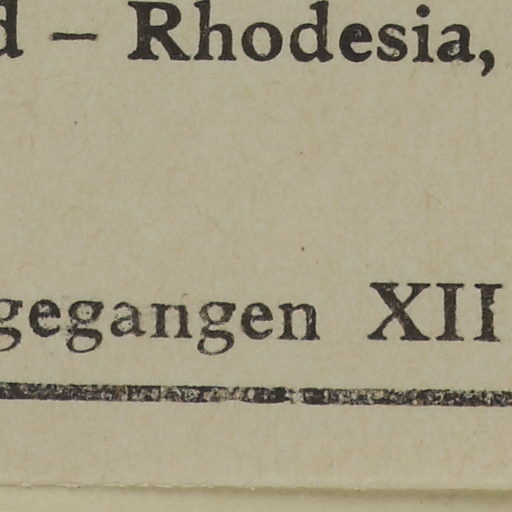 d – Rhodesia,
gegangen XII